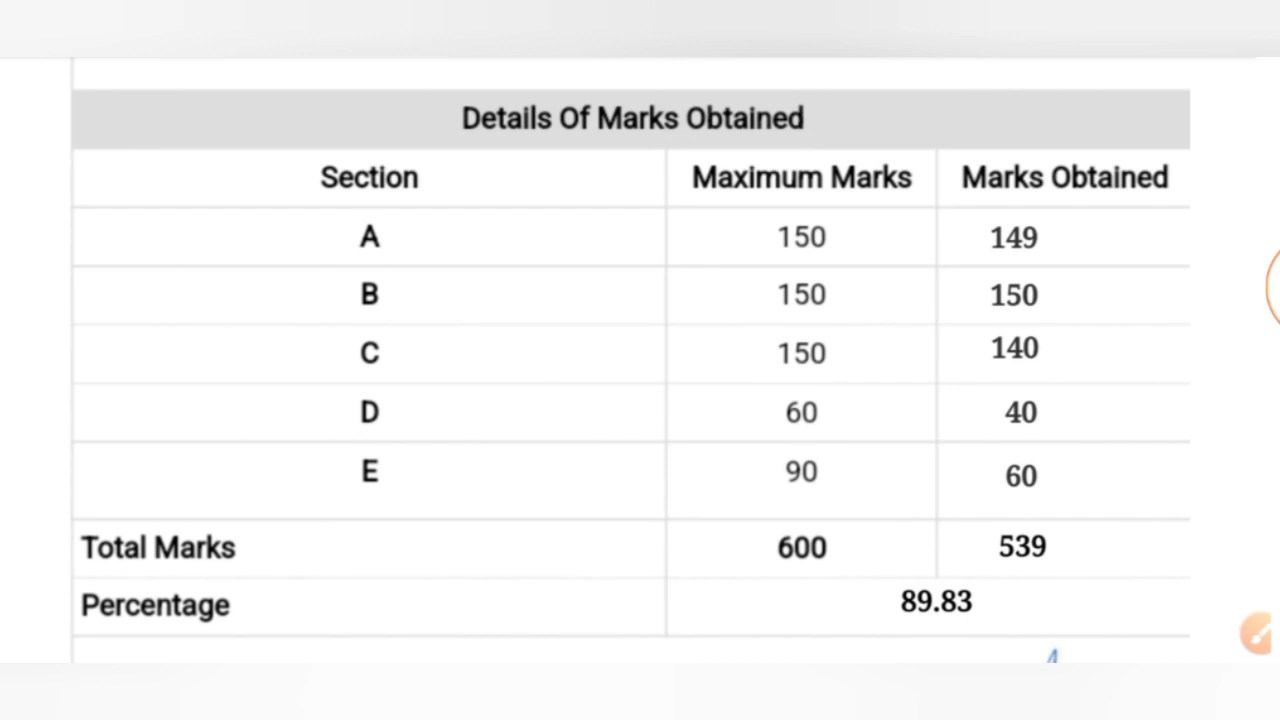 Details Of Marks Obtained
Section Maximum Marks Marks Obtained
A 150 149
B 150 150
C 150 140
D 60 40
E 90 60
Total Marks 600 539
Percentage 89.83